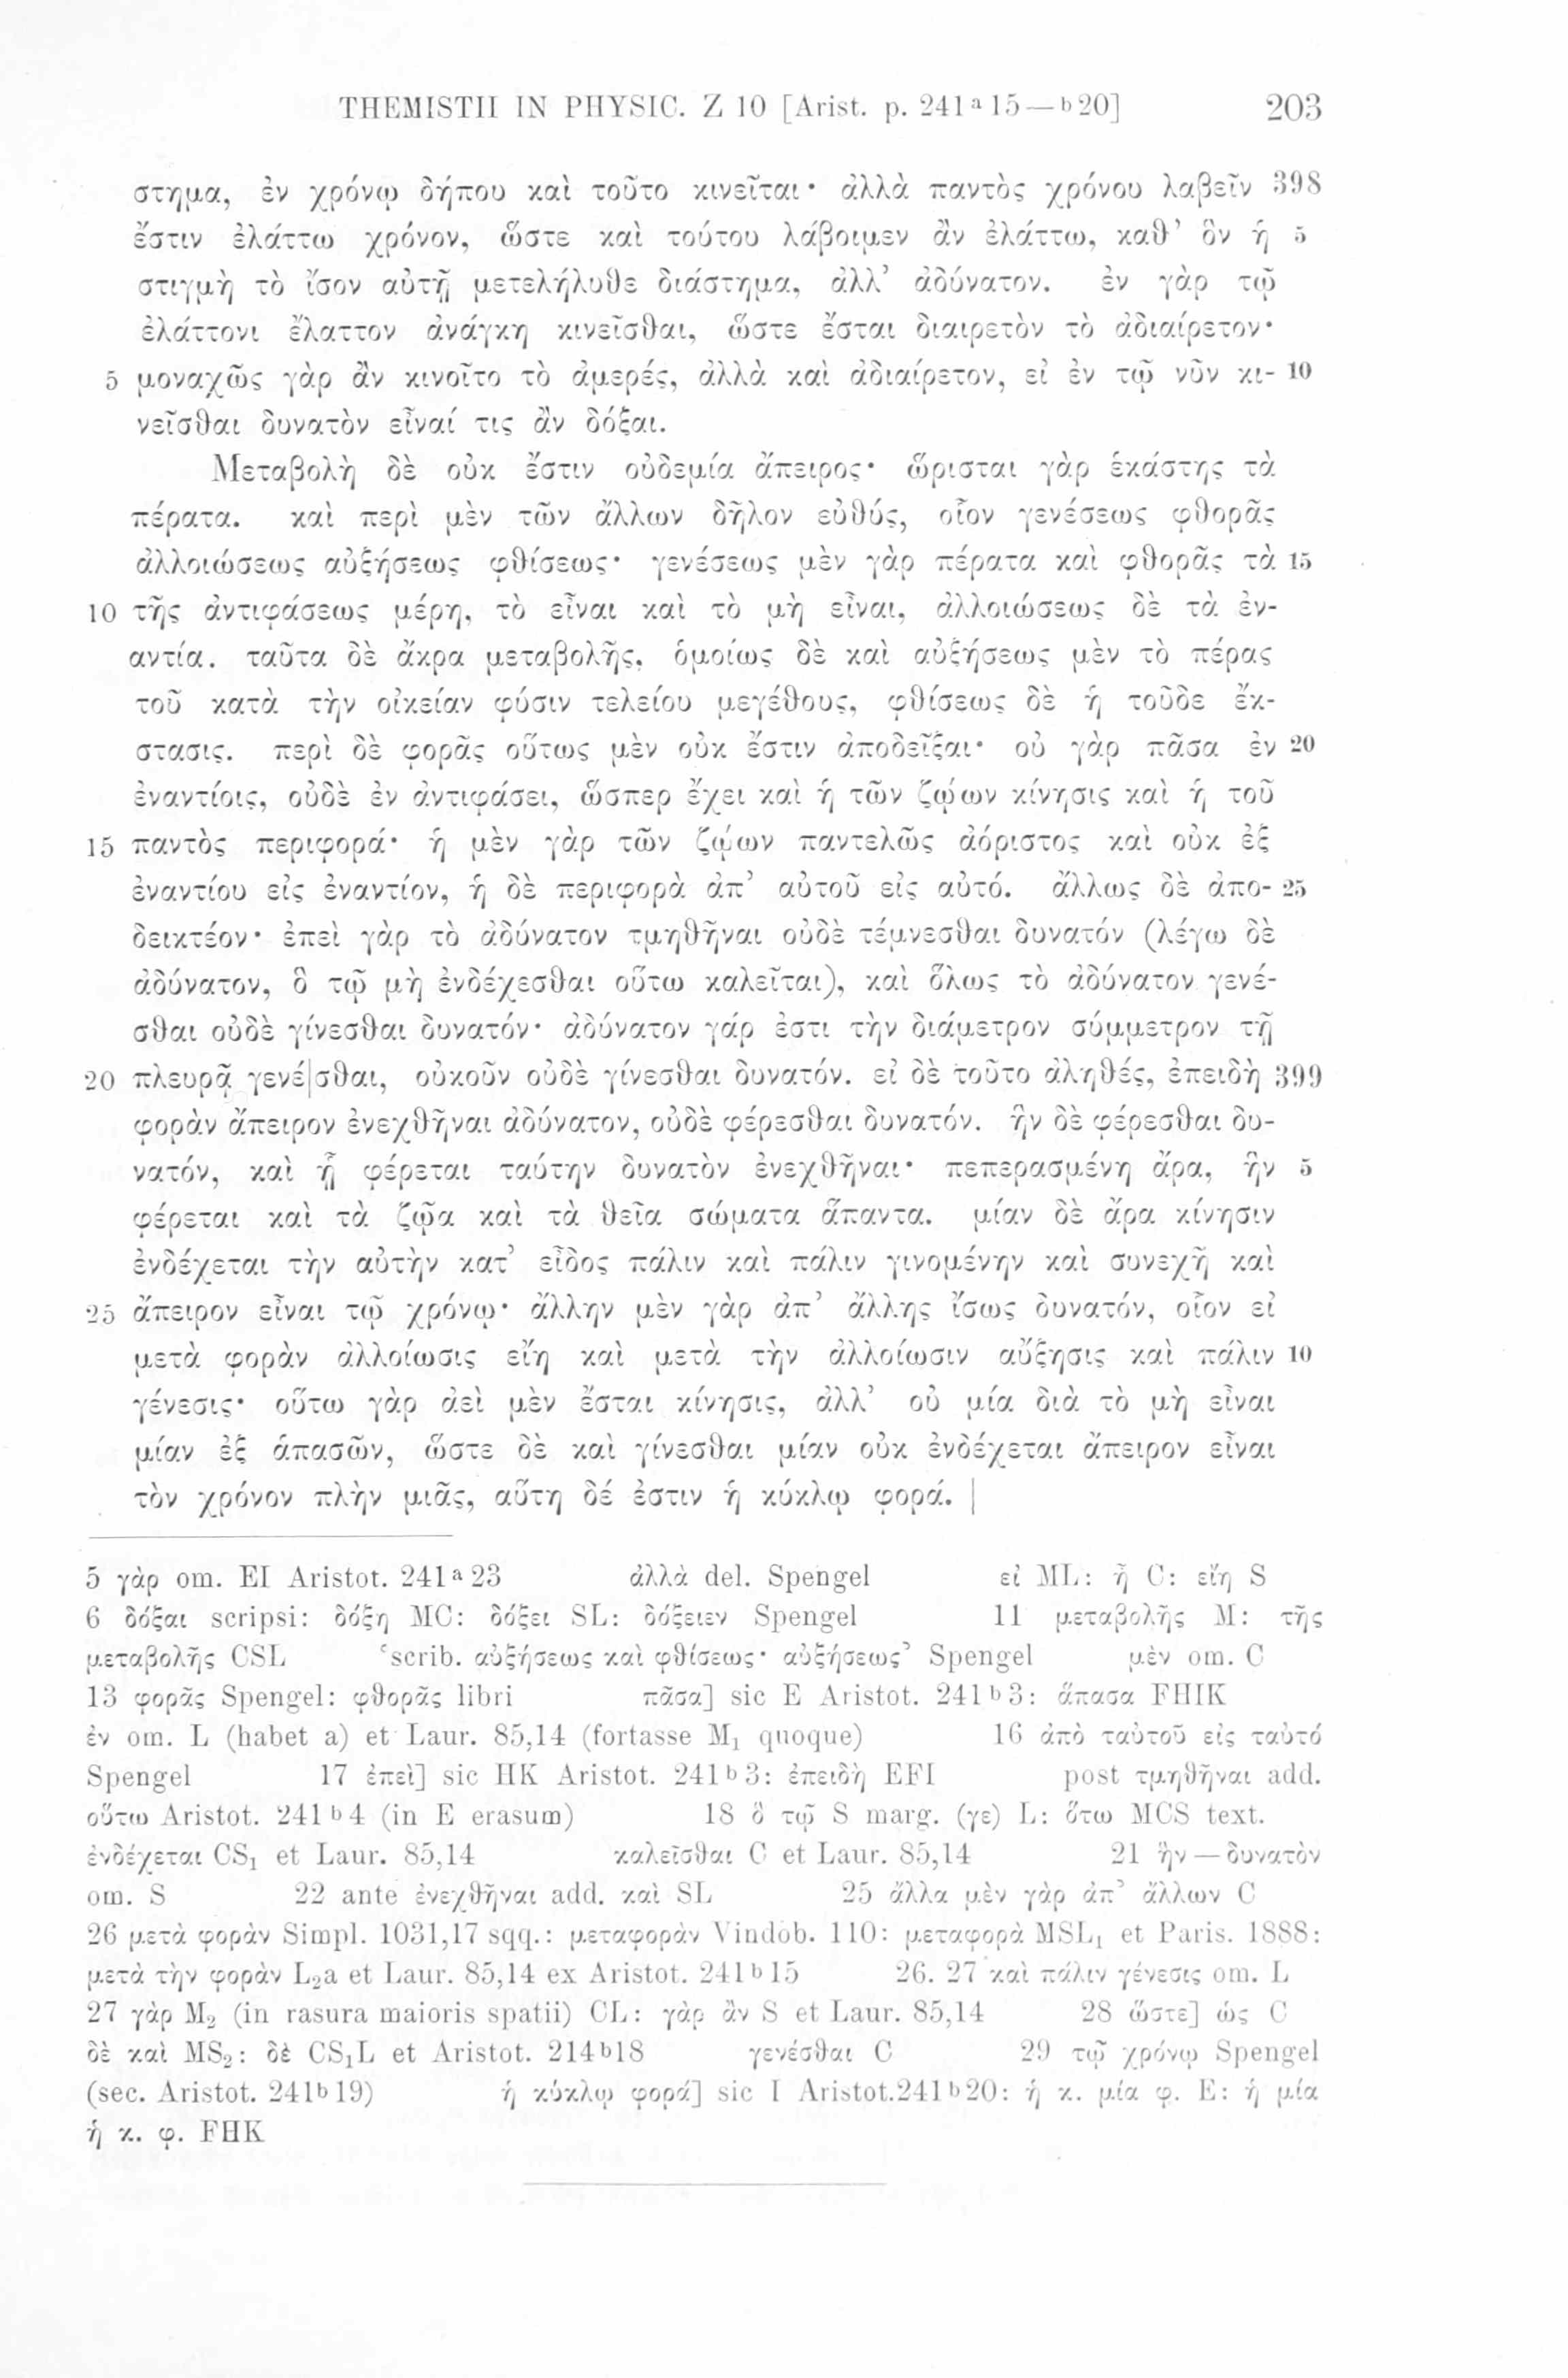 THEMISTII IN PHYSIC. Z 10 [Arist. p. 241ᵃ15—ᵇ20] 203
στημα, ἐν χρόνῳ δήπου καὶ τοῦτο κινεῖται· ἀλλὰ παντὸς χρόνου λαβεῖν 398
ἔστιν ἐλάττω χρόνον, ὥστε καὶ τούτου λάβοιμεν ἂν ἐλάττω, καθ’ ὃν ἡ 5
στιγμὴ τὸ ἴσον αὑτῇ μετελήλυθε διάστημα, ἀλλ’ ἀδύνατον. ἐν γὰρ τῷ
ἐλάττονι ἔλαττον ἀνάγκη κινεῖσθαι, ὥστε ἔσται διαιρετὸν τὸ ἀδιαίρετον·
5 μοναχῶς γὰρ ἂν κινοῖτο τὸ ἀμερές, ἀλλὰ καὶ ἀδιαίρετον, εἰ ἐν τῷ νῦν κι- 10
νεῖσθαι δυνατὸν εἶναί τις ἂν δόξαι.
Μεταβολὴ δὲ οὐκ ἔστιν οὐδεμία ἄπειρος· ὥρισται γὰρ ἑκάστης τὰ
πέρατα. καὶ περὶ μὲν τῶν ἄλλων δῆλον εὐθύς, οἷον γενέσεως φθορᾶς
ἀλλοιώσεως αὐξήσεως φθίσεως· γενέσεως μὲν γὰρ πέρατα καὶ φθορᾶς τὰ 15
10 τῆς ἀντιφάσεως μέρη, τὸ εἶναι καὶ τὸ μὴ εἶναι, ἀλλοιώσεως δὲ τὰ ἐν-
αντία. ταῦτα δὲ ἄκρα μεταβολῆς, ὁμοίως δὲ καὶ αὐξήσεως μὲν τὸ πέρας
τοῦ κατὰ τὴν οἰκείαν φύσιν τελείου μεγέθους, φθίσεως δὲ ἡ τοῦδε ἔκ-
στασις. περὶ δὲ φορᾶς οὕτως μὲν οὐκ ἔστιν ἀποδεῖξαι· οὐ γὰρ πᾶσα ἐν 20
ἐναντίοις, οὐδὲ ἐν ἀντιφάσει, ὥσπερ ἔχει καὶ ἡ τῶν ζῴων κίνησις καὶ ἡ τοῦ
15 παντὸς περιφορά· ἡ μὲν γὰρ τῶν ζῴων παντελῶς ἀόριστος καὶ οὐκ ἐξ
ἐναντίου εἰς ἐναντίον, ἡ δὲ περιφορὰ ἀπ’ αὐτοῦ εἰς αὐτό. ἄλλως δὲ ἀπο- 25
δεικτέον· ἐπεὶ γὰρ τὸ ἀδύνατον τμηθῆναι οὐδὲ τέμνεσθαι δυνατόν (λέγω δὲ
ἀδύνατον, ὃ τῷ μὴ ἐνδέχεσθαι οὕτω καλεῖται), καὶ ὅλως τὸ ἀδύνατον γενέ-
σθαι οὐδὲ γίνεσθαι δυνατόν· ἀδύνατον γάρ ἐστι τὴν διάμετρον σύμμετρον τῇ
20 πλευρᾷ γενέ|σθαι, οὐκοῦν οὐδὲ γίνεσθαι δυνατόν. εἰ δὲ τοῦτο ἀληθές, ἐπειδὴ 399
φορὰν ἄπειρον ἐνεχθῆναι ἀδύνατον, οὐδὲ φέρεσθαι δυνατόν. ἣν δὲ φέρεσθαι δυ-
νατόν, καὶ ᾗ φέρεται ταύτην δυνατὸν ἐνεχθῆναι· πεπερασμένη ἄρα, ἣν 5
φέρεται καὶ τὰ ζῷα καὶ τὰ θεῖα σώματα ἅπαντα. μίαν δὲ ἄρα κίνησιν
ἐνδέχεται τὴν αὐτὴν κατ’ εἶδος πάλιν καὶ πάλιν γινομένην καὶ συνεχῆ καὶ
25 ἄπειρον εἶναι τῷ χρόνῳ· ἄλλην μὲν γὰρ ἀπ’ ἄλλης ἴσως δυνατόν, οἷον εἰ
μετὰ φορὰν ἀλλοίωσις εἴη καὶ μετὰ τὴν ἀλλοίωσιν αὔξησις καὶ πάλιν 10
γένεσις· οὕτω γὰρ ἀεὶ μὲν ἔσται κίνησις, ἀλλ’ οὐ μία διὰ τὸ μὴ εἶναι
μίαν ἐξ ἁπασῶν, ὥστε δὲ καὶ γίνεσθαι μίαν οὐκ ἐνδέχεται ἄπειρον εἶναι
τὸν χρόνον πλὴν μιᾶς, αὕτη δέ ἐστιν ἡ κύκλῳ φορά. |
5 γὰρ om. EI Aristot. 241ᵃ23 ἀλλὰ del. Spengel εἰ ML: ἢ C: εἴη S
6 δόξαι scripsi: δόξῃ MC: δόξει SL: δόξειεν Spengel 11 μεταβολῆς M: τῆς
μεταβολῆς CSL ‘scrib. αὐξήσεως καὶ φθίσεως· αὐξήσεως’ Spengel μὲν om. C
13 φορᾶς Spengel: φθορᾶς libri πᾶσα] sic E Aristot. 241ᵇ3: ἅπασα FHIK
ἐν om. L (habet a) et Laur. 85,14 (fortasse M₁ quoque) 16 ἀπὸ ταὐτοῦ εἰς ταὐτό
Spengel 17 ἐπεὶ] sic HK Aristot. 241ᵇ3: ἐπειδὴ EFI post τμηθῆναι add.
οὕτω Aristot. 241ᵇ4 (in E erasum) 18 ὃ τῷ S marg. (γε) L: ὅτω MCS text.
ἐνδέχεται CS₁ et Laur. 85,14 καλεῖσθαι C et Laur. 85,14 21 ἣν—δυνατὸν
om. S 22 ante ἐνεχθῆναι add. καὶ SL 25 ἄλλα μὲν γὰρ ἀπ’ ἄλλων C
26 μετὰ φορὰν Simpl. 1031,17 sqq.: μεταφορὰν Vindob. 110: μεταφορὰ MSL₁ et Paris. 1888:
μετὰ τὴν φορὰν L₂a et Laur. 85,14 ex Aristot. 241ᵇ15 26. 27 καὶ πάλιν γένεσις om. L
27 γὰρ M₂ (in rasura maioris spatii) CL: γὰρ ἂν S et Laur. 85,14 28 ὥστε] ὡς C
δὲ καὶ MS₂: δὲ CS₁L et Aristot. 214ᵇ18 γενέσθαι C 29 τῷ χρόνῳ Spengel
(sec. Aristot. 241ᵇ19) ἡ κύκλῳ φορά] sic I Aristot.241ᵇ20: ἡ κ. μία φ. E: ἡ μία
ἡ κ. φ. FHK